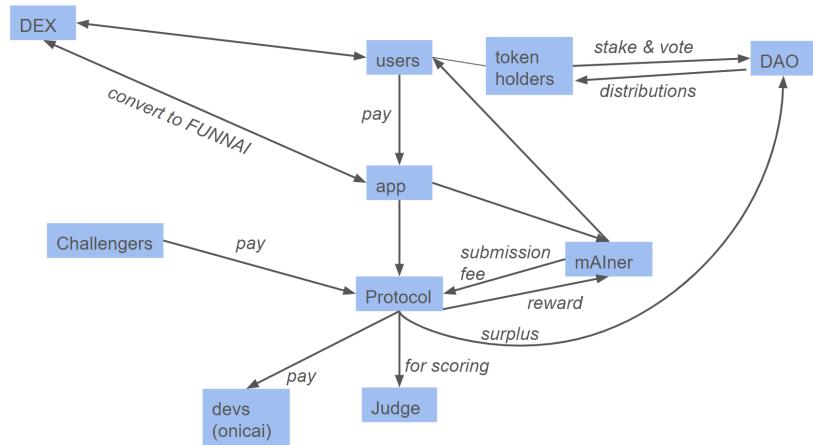 DEX
users
token
holders
stake & vote
DAO
distributions
convert to FUNNAI
pay
app
Challengers
pay
submission
fee
mAIner
Protocol
reward
surplus
pay
for scoring
devs
(onicai)
Judge